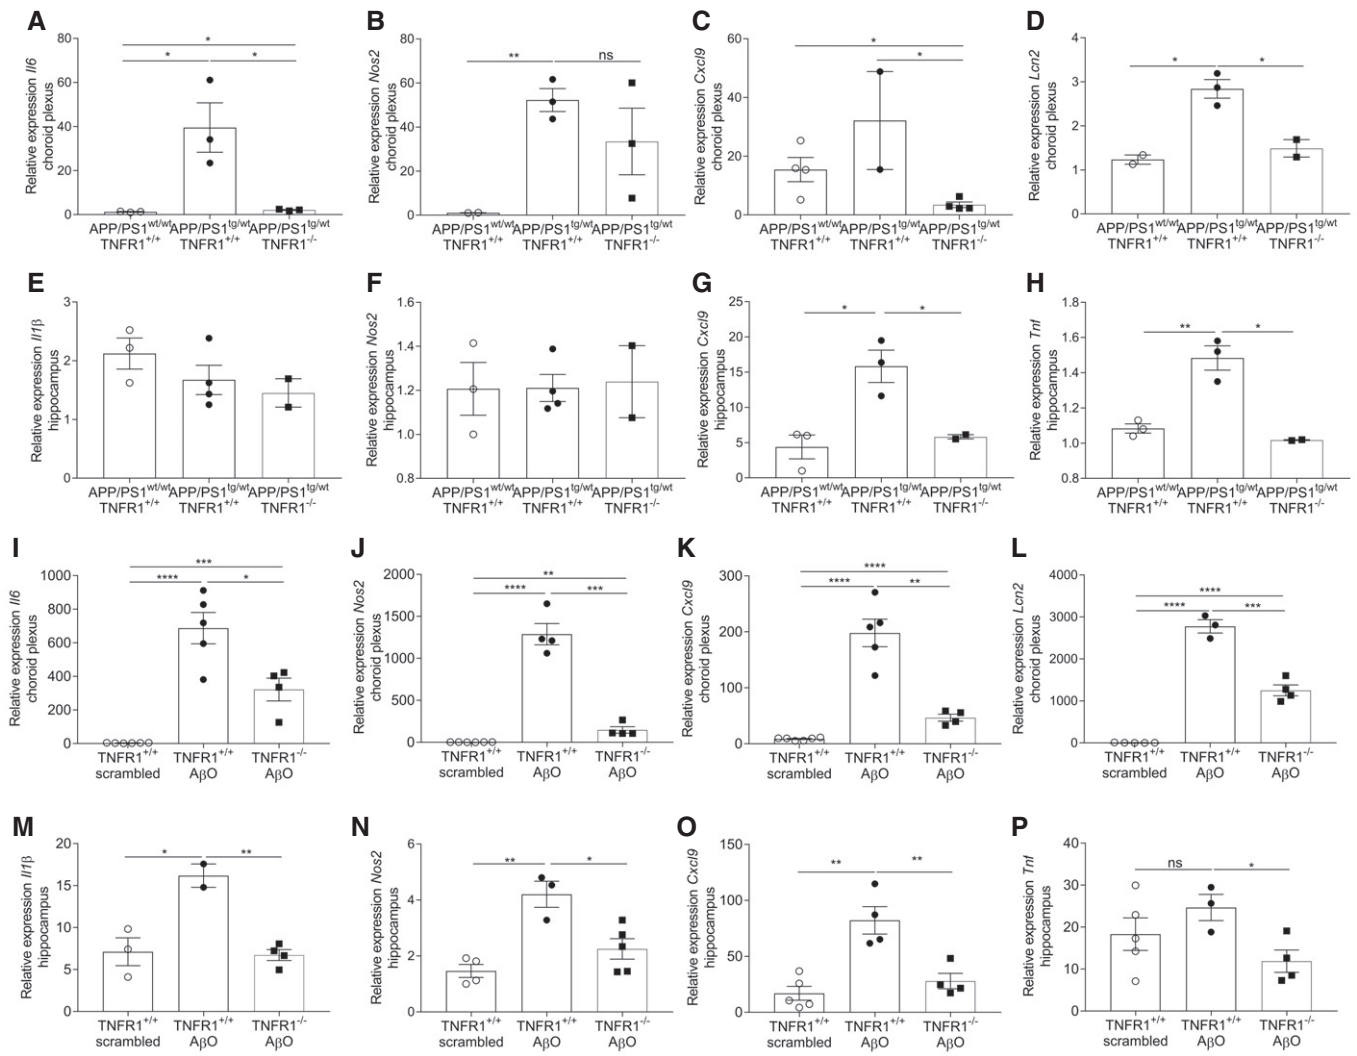 A
Relative expression Il6
choroid plexus
80
60
40
20
0
*
*
*
APP/PS1wt/wt APP/PS1tg/wt APP/PS1tg/wt
TNFR1+/+ TNFR1+/+ TNFR1-/-
B
Relative expression Nos2
choroid plexus
80
60
40
20
0
**
ns
APP/PS1wt/wt APP/PS1tg/wt APP/PS1tg/wt
TNFR1+/+ TNFR1+/+ TNFR1-/-
C
Relative expression Cxcl9
choroid plexus
60
40
20
0
*
*
APP/PS1wt/wt APP/PS1tg/wt APP/PS1tg/wt
TNFR1+/+ TNFR1+/+ TNFR1-/-
D
Relative expression Lcn2
choroid plexus
4
3
2
1
0
*
*
APP/PS1wt/wt APP/PS1tg/wt APP/PS1tg/wt
TNFR1+/+ TNFR1+/+ TNFR1-/-
E
Relative expression Il1β
hippocampus
3
2
1
0
APP/PS1wt/wt APP/PS1tg/wt APP/PS1tg/wt
TNFR1+/+ TNFR1+/+ TNFR1-/-
F
Relative expression Nos2
hippocampus
1.6
1.4
1.2
1.0
0.8
APP/PS1wt/wt APP/PS1tg/wt APP/PS1tg/wt
TNFR1+/+ TNFR1+/+ TNFR1-/-
G
Relative expression Cxcl9
hippocampus
25
20
15
10
5
0
*
*
APP/PS1wt/wt APP/PS1tg/wt APP/PS1tg/wt
TNFR1+/+ TNFR1+/+ TNFR1-/-
H
Relative expression Tnf
hippocampus
1.8
1.6
1.4
1.2
1.0
0.8
**
*
APP/PS1wt/wt APP/PS1tg/wt APP/PS1tg/wt
TNFR1+/+ TNFR1+/+ TNFR1-/-
I
Relative expression Il6
choroid plexus
1000
800
600
400
200
0
***
****
*
TNFR1+/+ TNFR1+/+ TNFR1-/-
scrambled AβO AβO
J
Relative expression Nos2
choroid plexus
2000
1500
1000
500
0
**
****
***
TNFR1+/+ TNFR1+/+ TNFR1-/-
scrambled AβO AβO
K
Relative expression Cxcl9
choroid plexus
300
200
100
0
****
****
**
TNFR1+/+ TNFR1+/+ TNFR1-/-
scrambled AβO AβO
L
Relative expression Lcn2
choroid plexus
4000
3000
2000
1000
0
****
****
***
TNFR1+/+ TNFR1+/+ TNFR1-/-
scrambled AβO AβO
M
Relative expression Il1β
hippocampus
20
15
10
5
0
*
**
TNFR1+/+ TNFR1+/+ TNFR1-/-
scrambled AβO AβO
N
Relative expression Nos2
hippocampus
6
4
2
0
**
*
TNFR1+/+ TNFR1+/+ TNFR1-/-
scrambled AβO AβO
O
Relative expression Cxcl9
hippocampus
150
100
50
0
**
**
TNFR1+/+ TNFR1+/+ TNFR1-/-
scrambled AβO AβO
P
Relative expression Tnf
hippocampus
40
30
20
10
0
ns
*
TNFR1+/+ TNFR1+/+ TNFR1-/-
scrambled AβO AβO